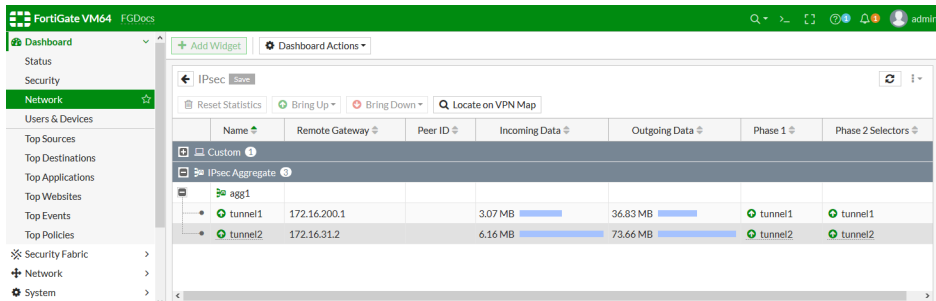 FortiGate VM64 FGDocs
>_ 1 1 admin
Dashboard
Status
Security
Network
Users & Devices
Top Sources
Top Destinations
Top Applications
Top Websites
Top Events
Top Policies
Security Fabric
Network
System
+ Add Widget Dashboard Actions
IPsec Save
Reset Statistics Bring Up Bring Down Locate on VPN Map
Name Remote Gateway Peer ID Incoming Data Outgoing Data Phase 1 Phase 2 Selectors
Custom 1
IPsec Aggregate 3
agg1
tunnel1 172.16.200.1 3.07 MB 36.83 MB tunnel1 tunnel1
tunnel2 172.16.31.2 6.16 MB 73.66 MB tunnel2 tunnel2